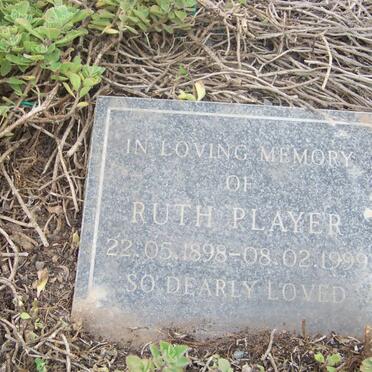 IN LOVING MEMORY
OF
RUTH PLAYER
22.05.1898-08.02.1999
SO DEARLY LOVED